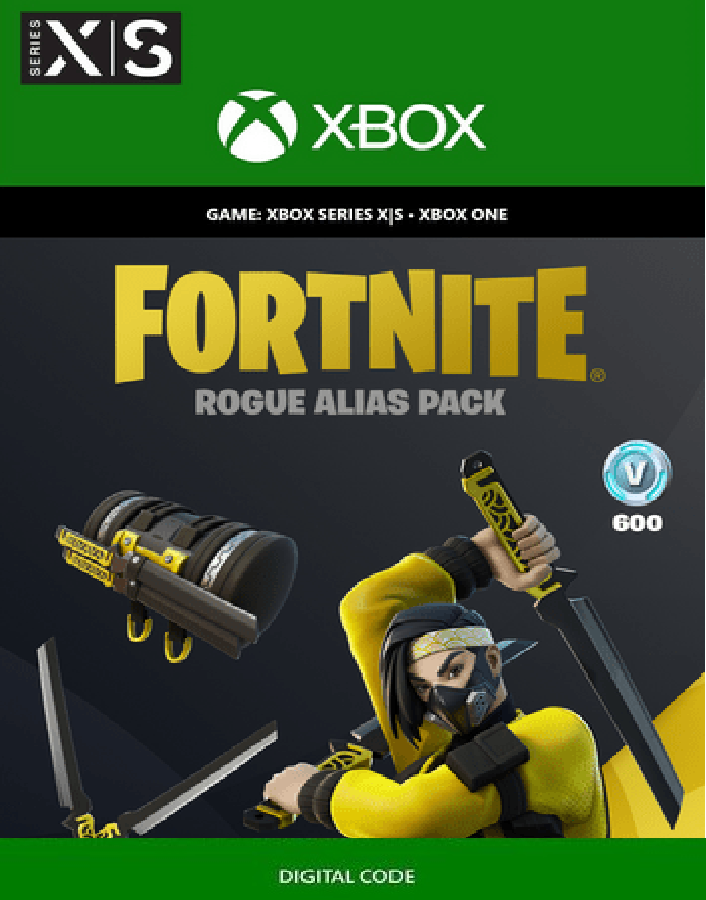 SERIES X|S
XBOX
GAME: XBOX SERIES X|S - XBOX ONE
FORTNITE®
ROGUE ALIAS PACK
V
600
DIGITAL CODE